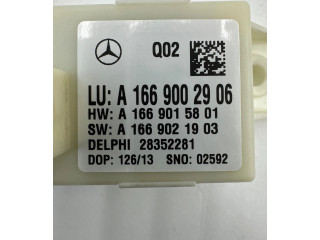 Q02
LU: A 166 900 29 06
HW: A 166 901 58 01
SW: A 166 902 19 03
DELPHI 28352281
DOP: 126/13 SNO: 02592